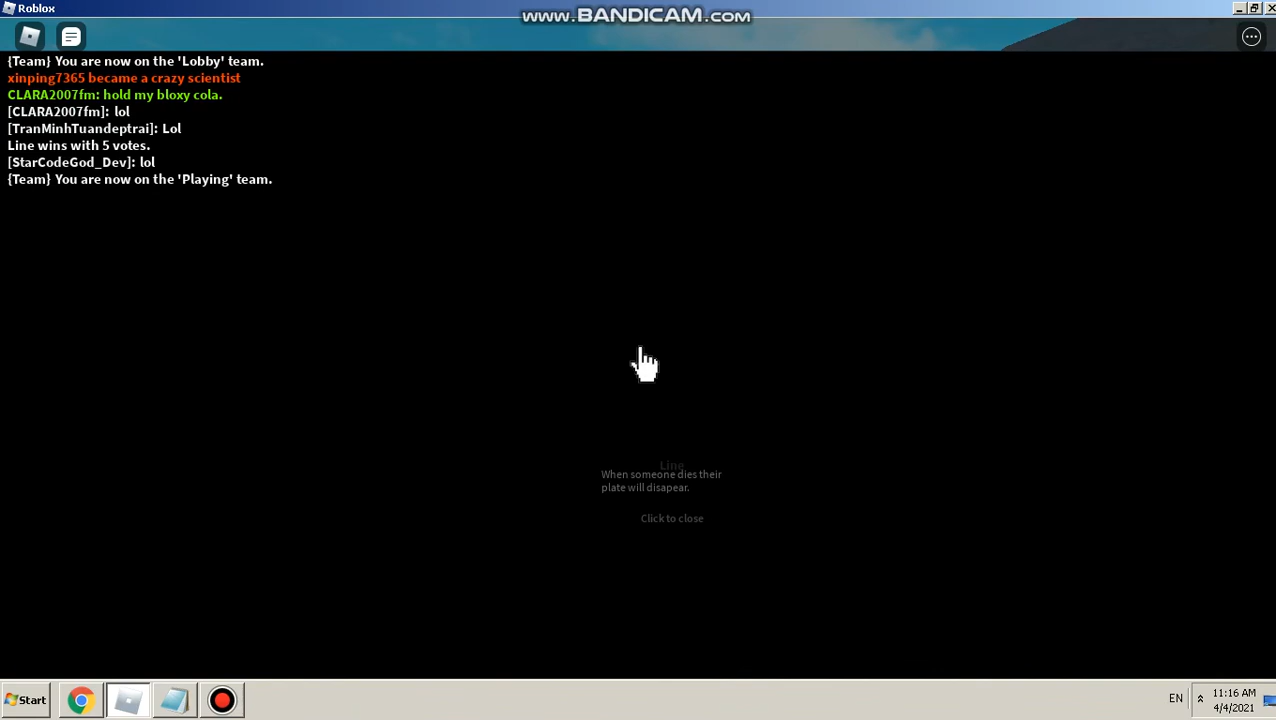 Roblox
WWW.BANDICAM.COM
{Team} You are now on the 'Lobby' team.
xinping7365 became a crazy scientist
CLARA2007fm: hold my bloxy cola.
[CLARA2007fm]: lol
[TranMinhTuandeptrai]: Lol
Line wins with 5 votes.
[StarCodeGod_Dev]: lol
{Team} You are now on the 'Playing' team.
Line
When someone dies their
plate will disapear.
Click to close
Start
EN
11:16 AM
4/4/2021